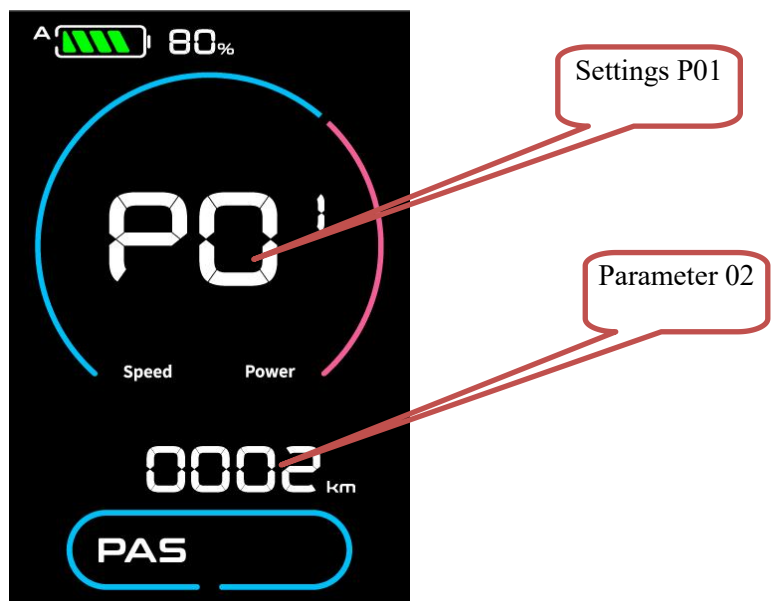 A 80%
Settings P01
P01
Parameter 02
Speed Power
0002 km
PAS